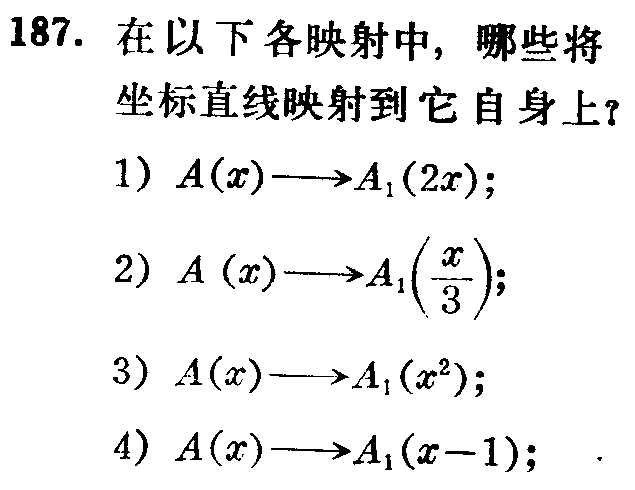 187. 在以下各映射中, 哪些将
坐标直线映射到它自身上?
1) A(x)⟶A₁(2x);
2) A (x)⟶A₁(x/3);
3) A(x)⟶A₁(x²);
4) A(x)⟶A₁(x−1);